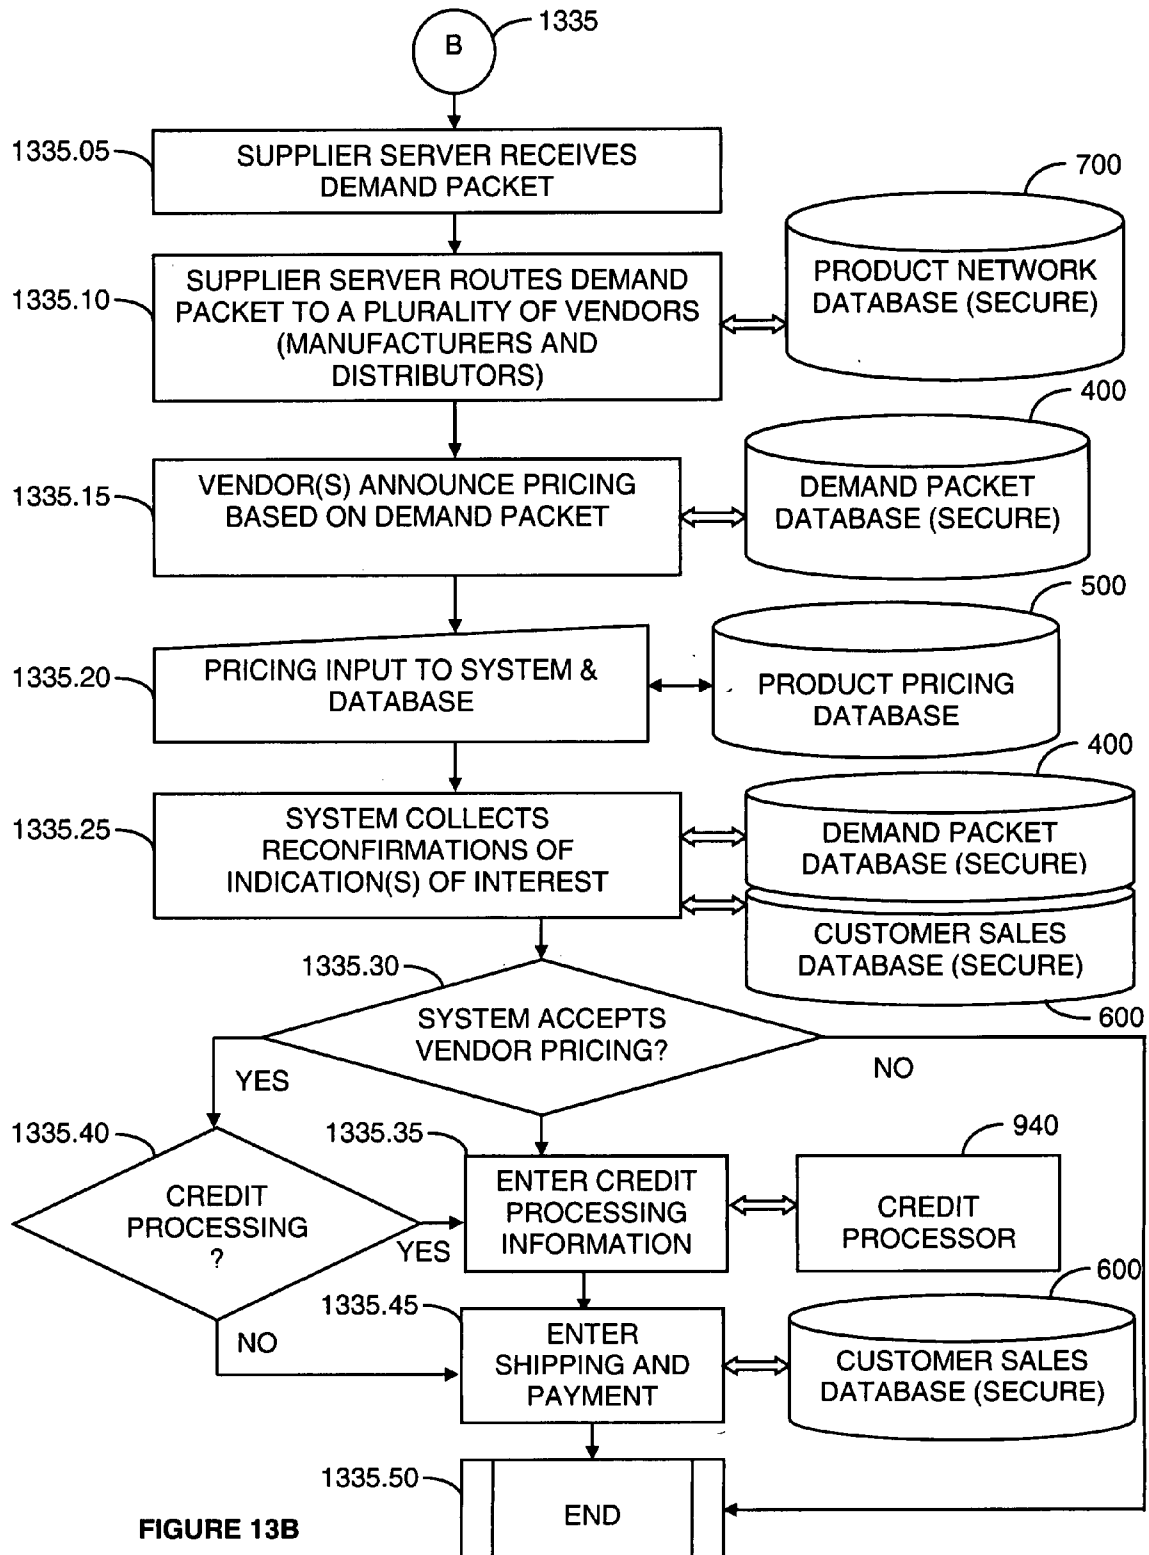 1335
B
1335.05
SUPPLIER SERVER RECEIVES
DEMAND PACKET
700
1335.10
SUPPLIER SERVER ROUTES DEMAND
PACKET TO A PLURALITY OF VENDORS
(MANUFACTURERS AND
DISTRIBUTORS)
PRODUCT NETWORK
DATABASE (SECURE)
400
1335.15
VENDOR(S) ANNOUNCE PRICING
BASED ON DEMAND PACKET
DEMAND PACKET
DATABASE (SECURE)
500
1335.20
PRICING INPUT TO SYSTEM &
DATABASE
PRODUCT PRICING
DATABASE
400
1335.25
SYSTEM COLLECTS
RECONFIRMATIONS OF
INDICATION(S) OF INTEREST
DEMAND PACKET
DATABASE (SECURE)
CUSTOMER SALES
DATABASE (SECURE)
600
1335.30
SYSTEM ACCEPTS
VENDOR PRICING?
YES
NO
1335.40
CREDIT
PROCESSING
?
YES
NO
1335.35
ENTER CREDIT
PROCESSING
INFORMATION
940
CREDIT
PROCESSOR
1335.45
ENTER
SHIPPING AND
PAYMENT
600
CUSTOMER SALES
DATABASE (SECURE)
1335.50
END
FIGURE 13B